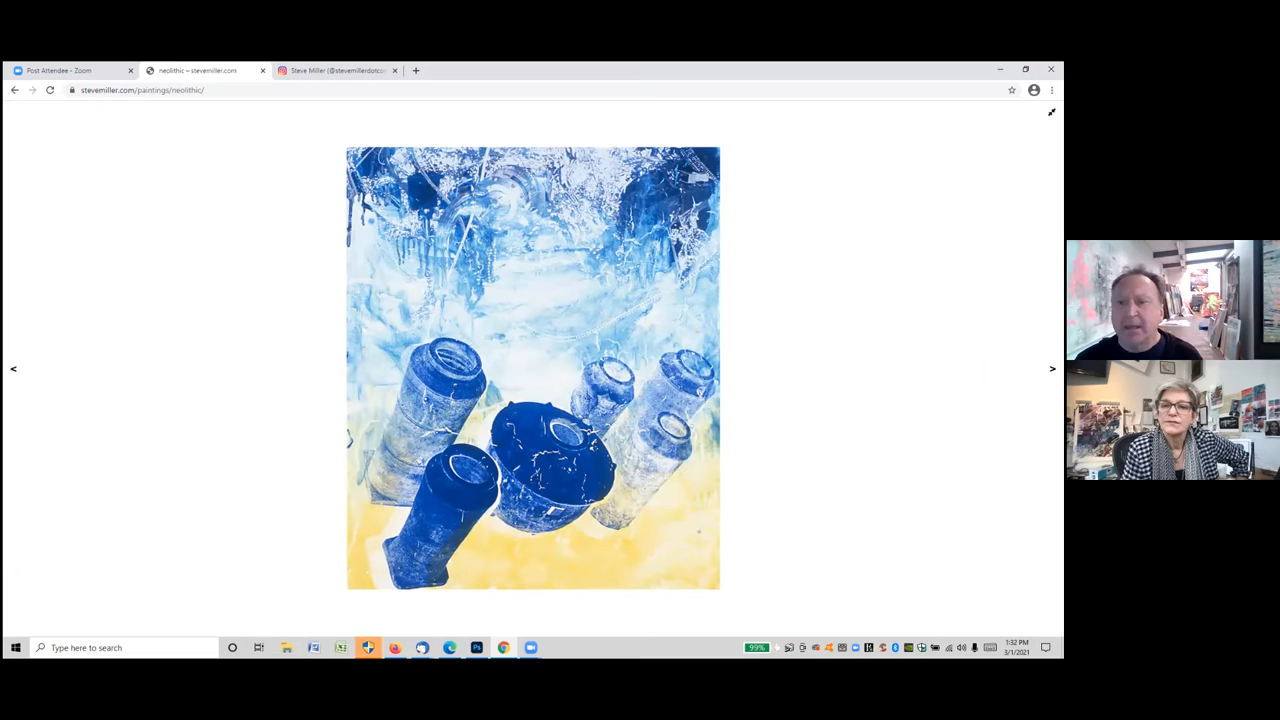 Post Attendee - Zoom
neolithic – stevemiller.com
Steve Miller (@stevemillerdotco
stevemiller.com/paintings/neolithic/
<
>
Type here to search
99%
1:32 PM
3/1/2021